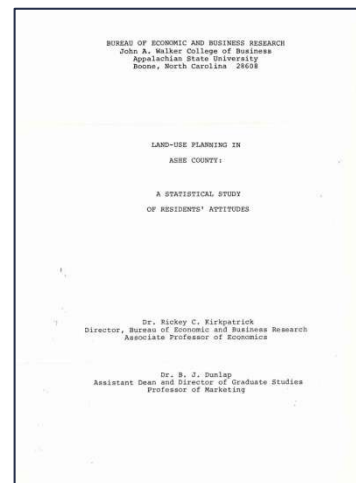 BUREAU OF ECONOMIC AND BUSINESS RESEARCH
John A. Walker College of Business
Appalachian State University
Boone, North Carolina 28608
LAND-USE PLANNING IN
ASHE COUNTY:
A STATISTICAL STUDY
OF RESIDENTS' ATTITUDES
Dr. Rickey C. Kirkpatrick
Director, Bureau of Economic and Business Research
Associate Professor of Economics
Dr. B. J. Dunlap
Assistant Dean and Director of Graduate Studies
Professor of Marketing